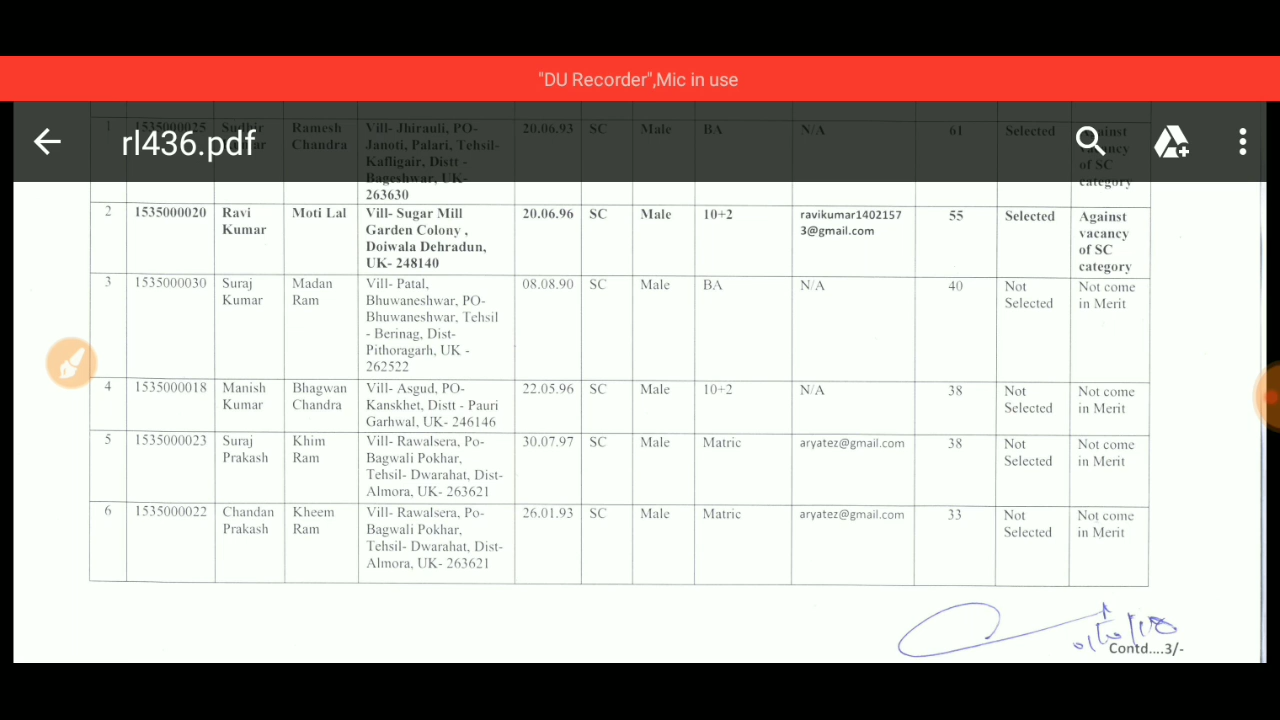 "DU Recorder",Mic in use
rl436.pdf
1 1535000025 Sudhir Kumar Ramesh Chandra Vill- Jhirauli, PO- Janoti, Palari, Tehsil- Kafligair, Distt - Bageshwar, UK- 263630 20.06.93 SC Male BA N/A 61 Selected Against vacancy of SC category
2 1535000020 Ravi Kumar Moti Lal Vill- Sugar Mill Garden Colony , Doiwala Dehradun, UK- 248140 20.06.96 SC Male 10+2 ravikumar1402157 3@gmail.com 55 Selected Against vacancy of SC category
3 1535000030 Suraj Kumar Madan Ram Vill- Patal, Bhuwaneshwar, PO- Bhuwaneshwar, Tehsil - Berinag, Dist- Pithoragarh, UK - 262522 08.08.90 SC Male BA N/A 40 Not Selected Not come in Merit
4 1535000018 Manish Kumar Bhagwan Chandra Vill- Asgud, PO- Kanskhet, Distt - Pauri Garhwal, UK- 246146 22.05.96 SC Male 10+2 N/A 38 Not Selected Not come in Merit
5 1535000023 Suraj Prakash Khim Ram Vill- Rawalsera, Po- Bagwali Pokhar, Tehsil- Dwarahat, Dist- Almora, UK- 263621 30.07.97 SC Male Matric aryatez@gmail.com 38 Not Selected Not come in Merit
6 1535000022 Chandan Prakash Kheem Ram Vill- Rawalsera, Po- Bagwali Pokhar, Tehsil- Dwarahat, Dist- Almora, UK- 263621 26.01.93 SC Male Matric aryatez@gmail.com 33 Not Selected Not come in Merit
Contd....3/-